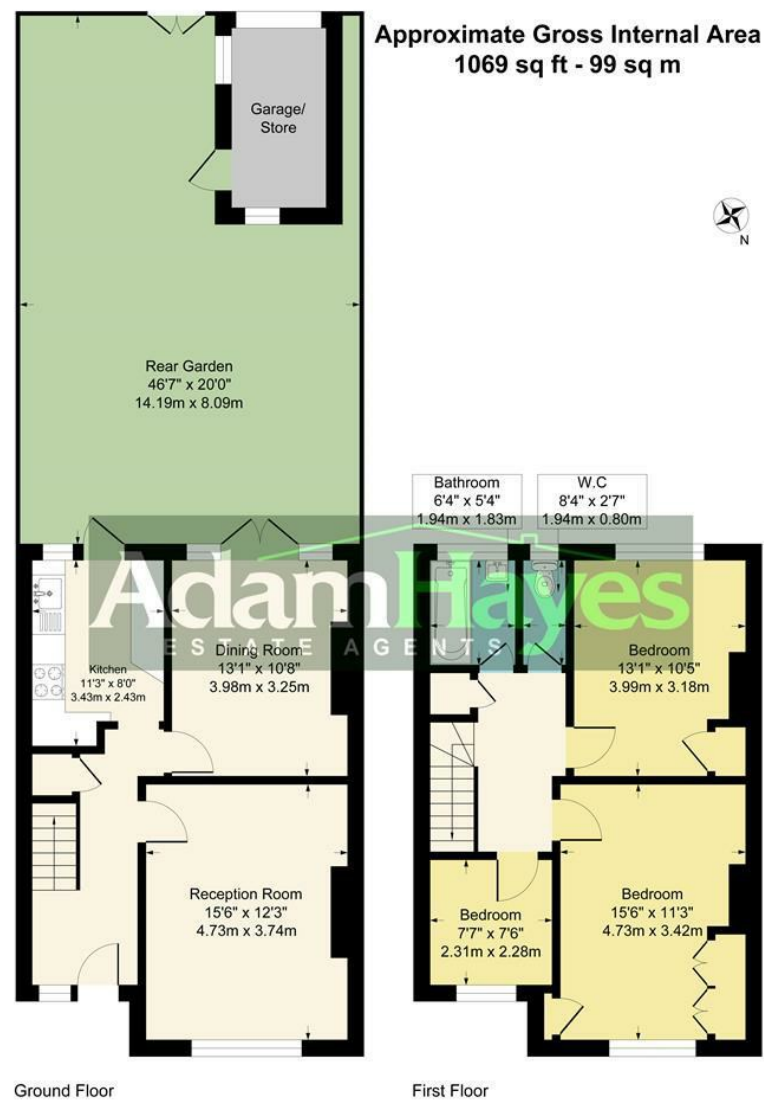 Approximate Gross Internal Area
1069 sq ft - 99 sq m
Garage/
Store
N
Rear Garden
46'7" x 20'0"
14.19m x 8.09m
Bathroom
6'4" x 5'4"
1.94m x 1.83m
W.C
8'4" x 2'7"
1.94m x 0.80m
AdamHayes
ESTATE AGENTS
Kitchen
11'3" x 8'0"
3.43m x 2.43m
Dining Room
13'1" x 10'8"
3.98m x 3.25m
Bedroom
13'1" x 10'5"
3.99m x 3.18m
Reception Room
15'6" x 12'3"
4.73m x 3.74m
Bedroom
7'7" x 7'6"
2.31m x 2.28m
Bedroom
15'6" x 11'3"
4.73m x 3.42m
Ground Floor
First Floor